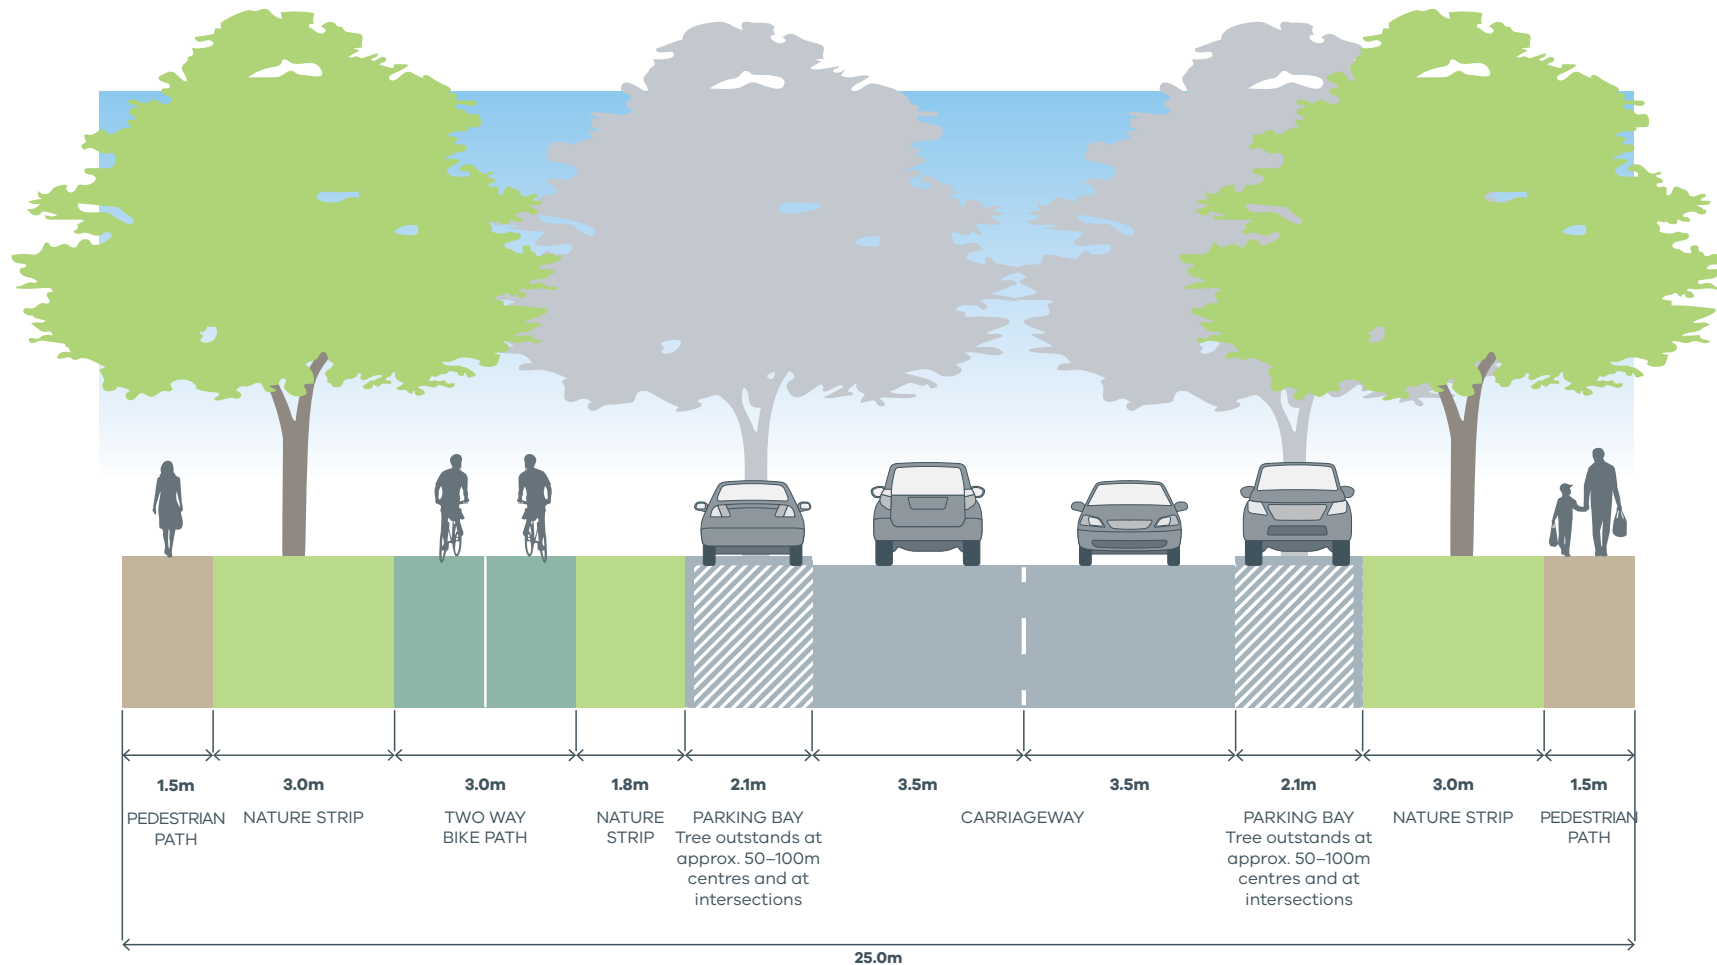 1.5m
PEDESTRIAN
PATH
3.0m
NATURE STRIP
3.0m
TWO WAY
BIKE PATH
1.8m
NATURE
STRIP
2.1m
PARKING BAY
Tree outstands at
approx. 50–100m
centres and at
intersections
3.5m
3.5m
CARRIAGEWAY
2.1m
PARKING BAY
Tree outstands at
approx. 50–100m
centres and at
intersections
3.0m
NATURE STRIP
1.5m
PEDESTRIAN
PATH
25.0m